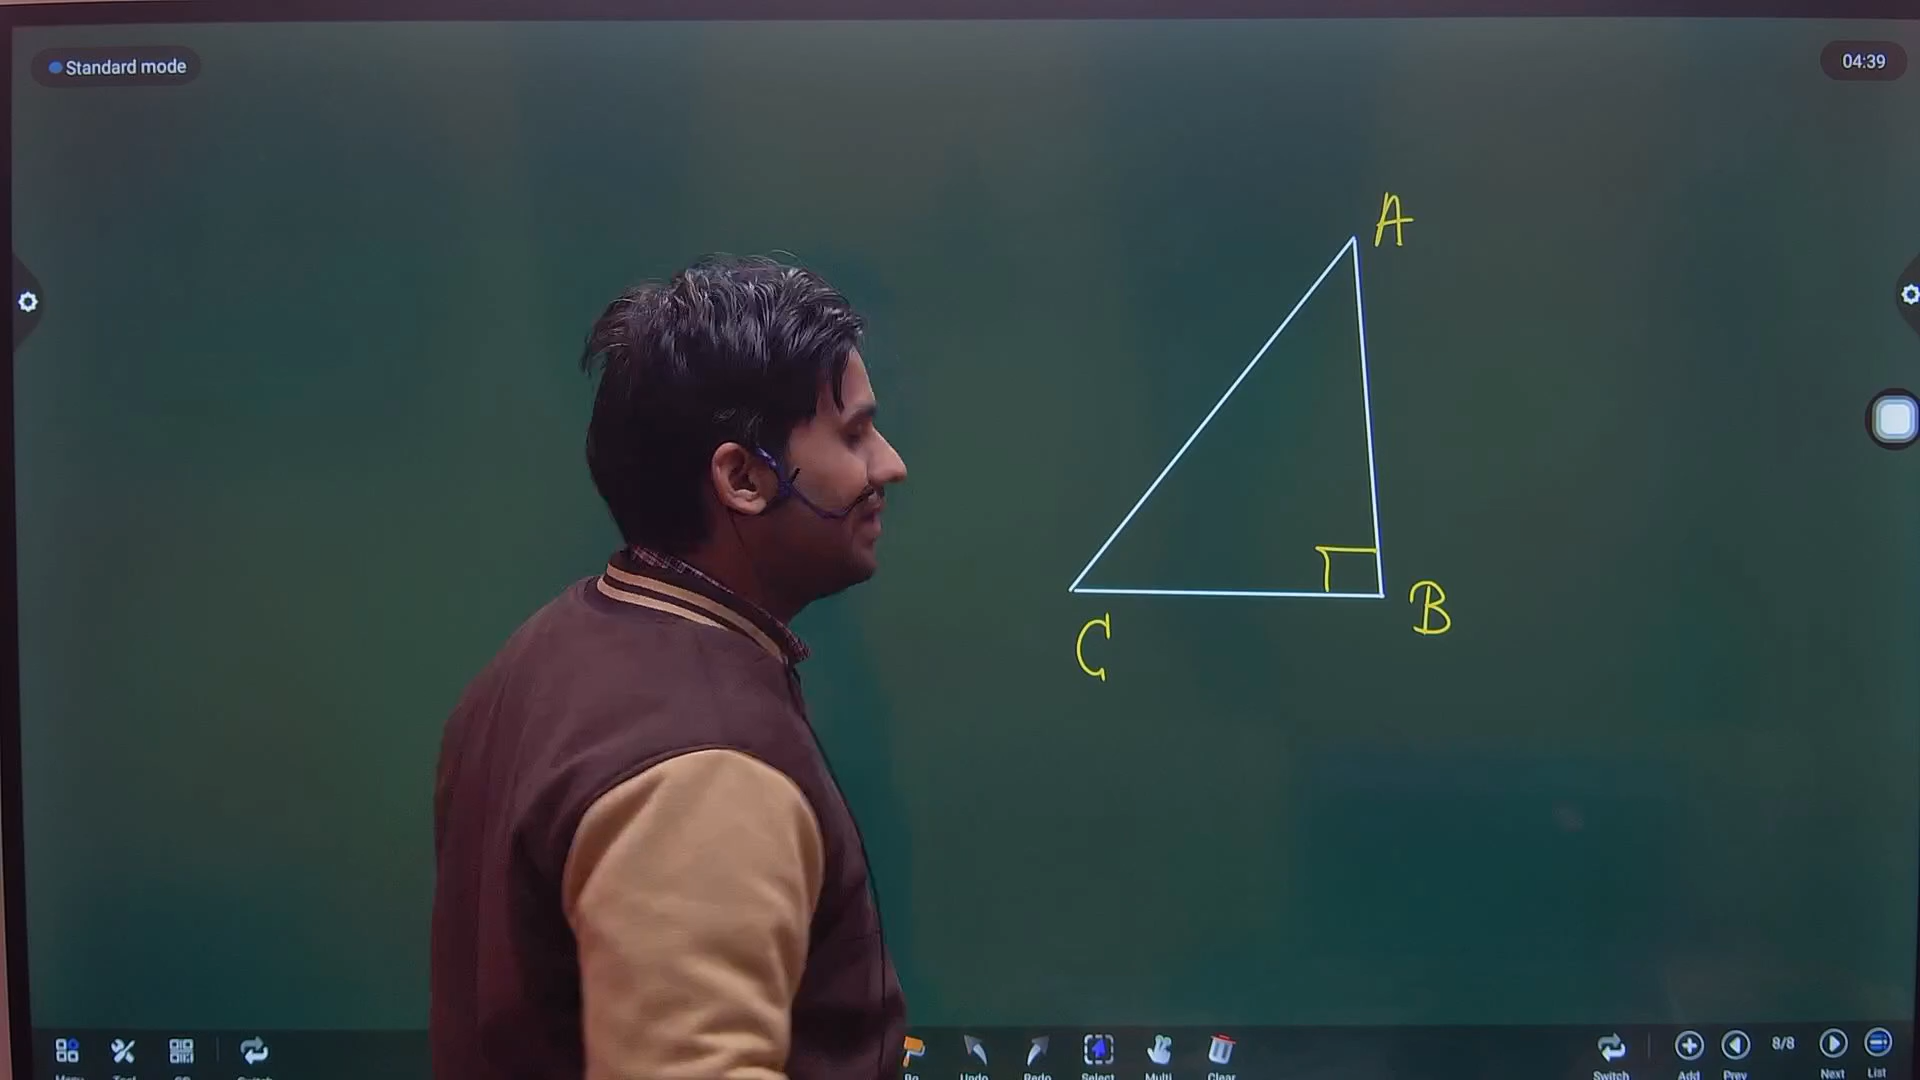 Standard mode
04:39
A
B
C
Undo Redo Select Multi Clear
Switch Add Prev 8/8 Next List